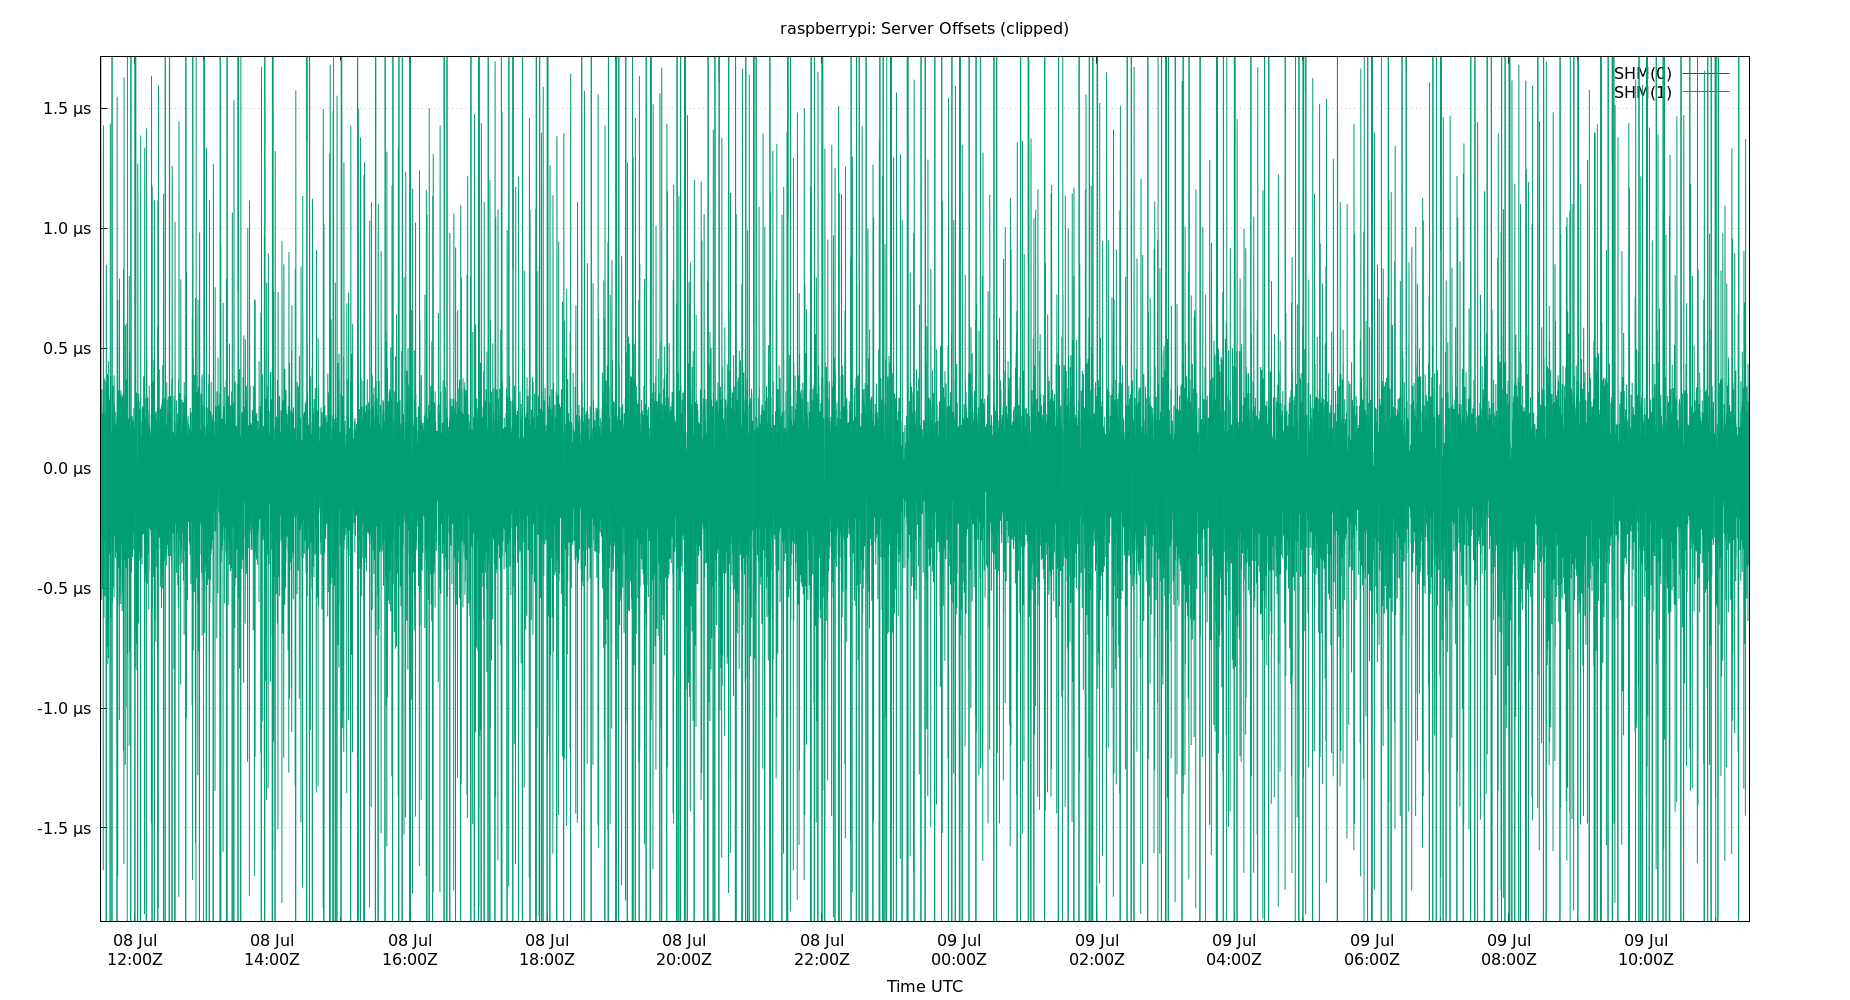 raspberrypi: Server Offsets (clipped)
SHM(0)
SHM(1)
1.5 µs
1.0 µs
0.5 µs
0.0 µs
-0.5 µs
-1.0 µs
-1.5 µs
08 Jul 08 Jul 08 Jul 08 Jul 08 Jul 08 Jul 09 Jul 09 Jul 09 Jul 09 Jul 09 Jul 09 Jul
12:00Z 14:00Z 16:00Z 18:00Z 20:00Z 22:00Z 00:00Z 02:00Z 04:00Z 06:00Z 08:00Z 10:00Z
Time UTC